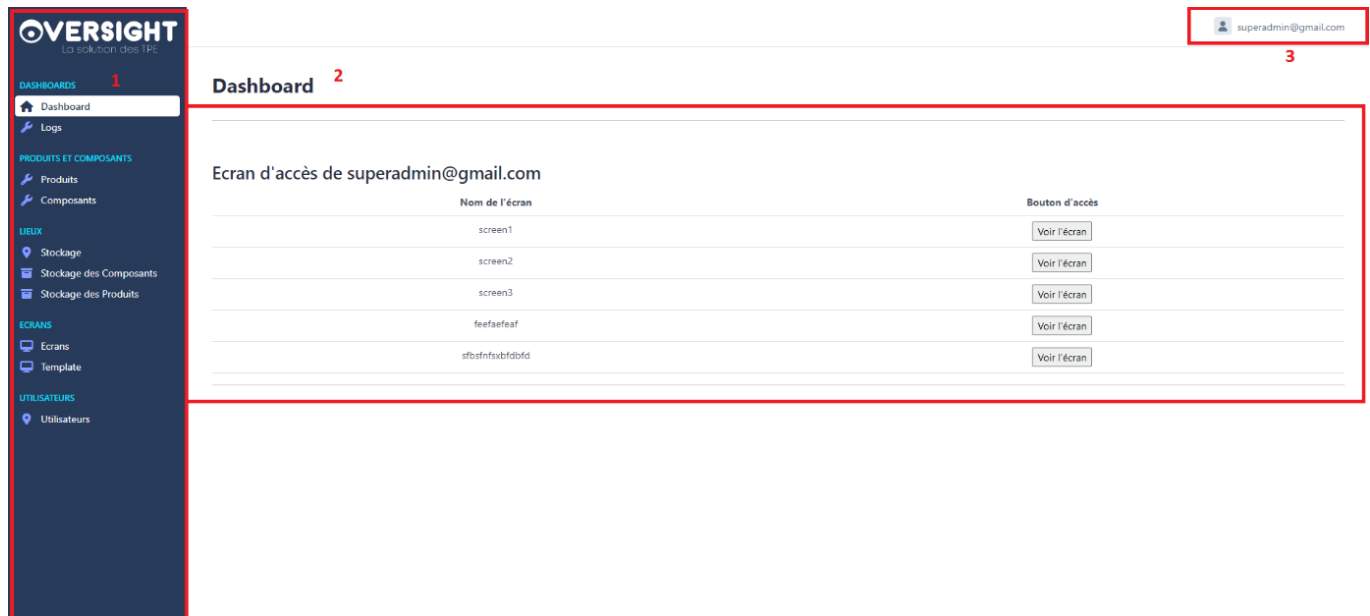 OVERSIGHT
La solution des TPE
superadmin@gmail.com
3
DASHBOARDS
1
Dashboard
Logs
PRODUITS ET COMPOSANTS
Produits
Composants
LIEUX
Stockage
Stockage des Composants
Stockage des Produits
ECRANS
Ecrans
Template
UTILISATEURS
Utilisateurs
Dashboard 2
Ecran d'accès de superadmin@gmail.com
Nom de l'écran Bouton d'accès
screen1 Voir l'écran
screen2 Voir l'écran
screen3 Voir l'écran
feefaefeaf Voir l'écran
sfbsfnfsxbfdbfd Voir l'écran